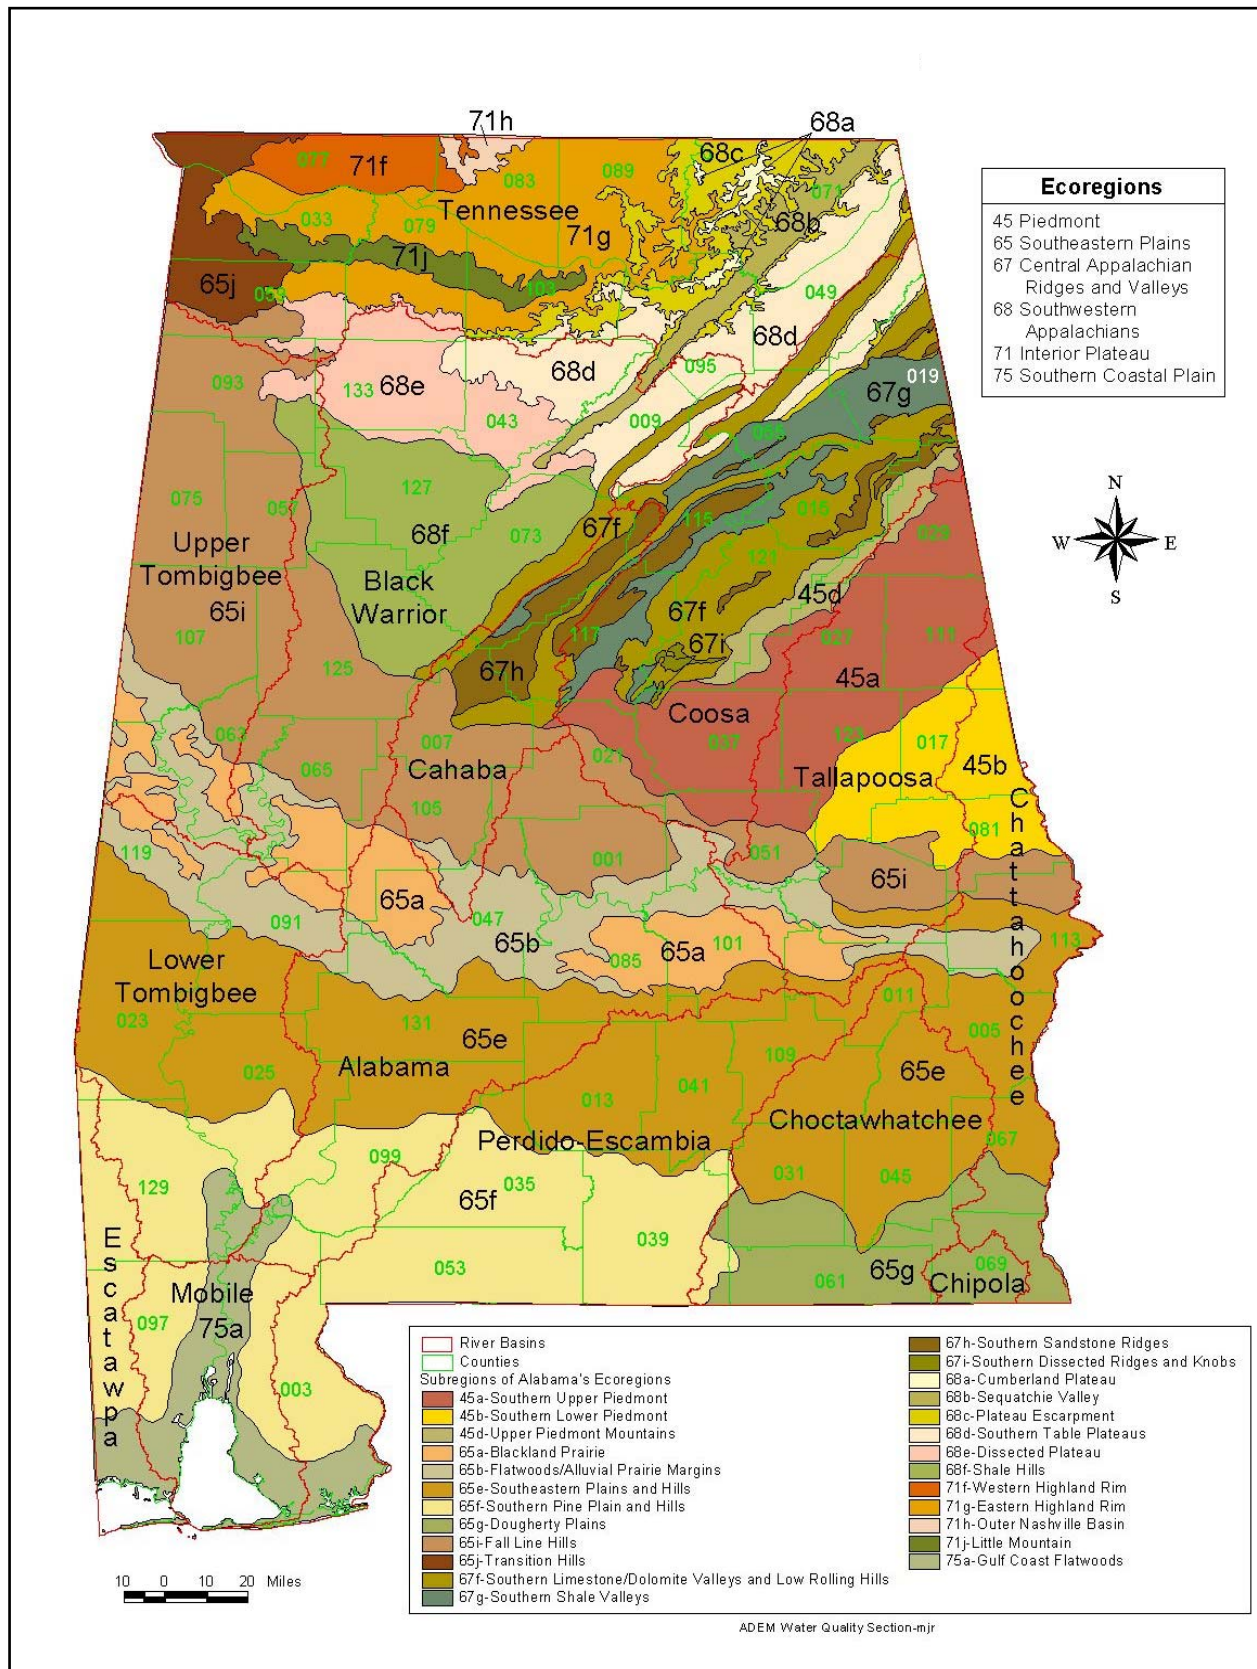 71h
68a
68c
077
71f
083
089
071
Tennessee
033
079
71g
68b
71j
65j
059
103
049
68d
68d
095
019
093
133
68e
67g
043
009
055
127
075
057
115
015
67f
029
68f
073
Upper
Tombigbee
121
Black
Warrior
45d
65i
67f
107
117
027
111
67i
125
67h
45a
Coosa
063
007
021
037
123
017
45b
065
Cahaba
Tallapoosa
105
081
119
001
051
65i
65a
091
047
65b
65a
101
113
085
Lower
Tombigbee
011
023
131
65e
005
109
Alabama
025
041
65e
013
Choctawhatchee
Chattahoochee
Perdido-Escambia
067
099
129
035
031
045
65f
039
Escatawpa
053
061
65g
069
Chipola
Mobile
097
75a
003
Ecoregions
45 Piedmont
65 Southeastern Plains
67 Central Appalachian
Ridges and Valleys
68 Southwestern
Appalachians
71 Interior Plateau
75 Southern Coastal Plain
N
W E
S
River Basins
Counties
Subregions of Alabama's Ecoregions
45a-Southern Upper Piedmont
45b-Southern Lower Piedmont
45d-Upper Piedmont Mountains
65a-Blackland Prairie
65b-Flatwoods/Alluvial Prairie Margins
65e-Southeastern Plains and Hills
65f-Southern Pine Plain and Hills
65g-Dougherty Plains
65i-Fall Line Hills
65j-Transition Hills
67f-Southern Limestone/Dolomite Valleys and Low Rolling Hills
67g-Southern Shale Valleys
67h-Southern Sandstone Ridges
67i-Southern Dissected Ridges and Knobs
68a-Cumberland Plateau
68b-Sequatchie Valley
68c-Plateau Escarpment
68d-Southern Table Plateaus
68e-Dissected Plateau
68f-Shale Hills
71f-Western Highland Rim
71g-Eastern Highland Rim
71h-Outer Nashville Basin
71j-Little Mountain
75a-Gulf Coast Flatwoods
10 0 10 20 Miles
ADEM Water Quality Section-mjr